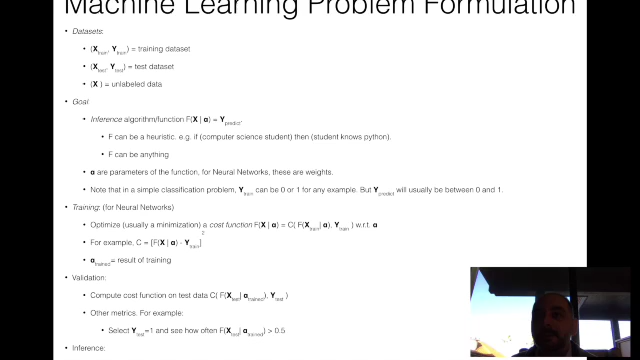 Machine Learning Problem Formulation
• Datasets:
• (Xtrain, Ytrain) = training dataset
• (Xtest, Ytest) = test dataset
• (X ) = unlabeled data
• Goal
• Inference algorithm/function F(X | α) = Ypredict.
• F can be a heuristic. e.g. if (computer science student) then (student knows python).
• F can be anything
• α are parameters of the function, for Neural Networks, these are weights.
• Note that in a simple classification problem, Ytrain can be 0 or 1 for any example. But Ypredict will usually be between 0 and 1.
• Training: (for Neural Networks)
• Optimize (usually a minimization) a cost function F(X | α) = C( F(Xtrain| α), Ytrain ) w.r.t. α
• For example, C = [F(X | α) - Ytrain]2
• αtrained= result of training
• Validation:
• Compute cost function on test data C( F(Xtest| αtrained), Ytest )
• Other metrics. For example:
• Select Ytest=1 and see how often F(Xtest| αtrained) > 0.5
• Inference: